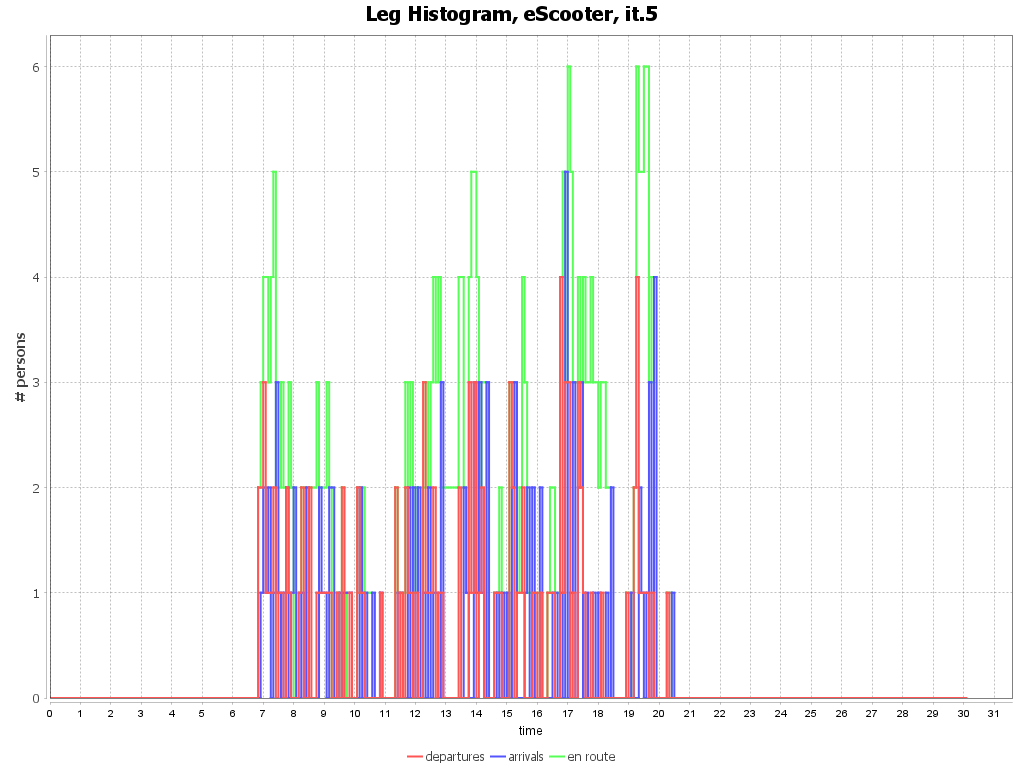 Leg Histogram, eScooter, it.5
# persons
6
5
4
3
2
1
0
0 1 2 3 4 5 6 7 8 9 10 11 12 13 14 15 16 17 18 19 20 21 22 23 24 25 26 27 28 29 30 31
time
departures arrivals en route